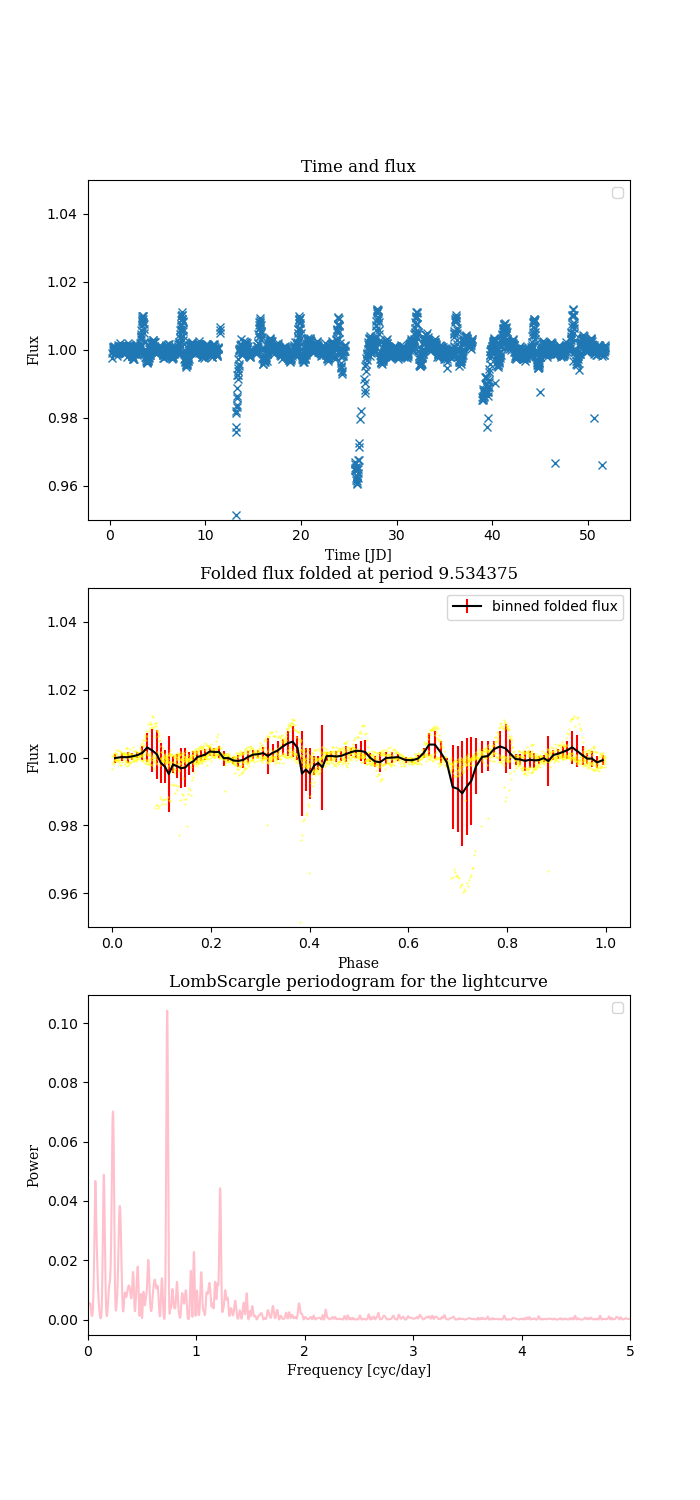 Time and flux
1.04
1.02
1.00
0.98
0.96
Flux
0 10 20 30 40 50
Time [JD]
Folded flux folded at period 9.534375
binned folded flux
1.04
1.02
1.00
0.98
0.96
Flux
0.0 0.2 0.4 0.6 0.8 1.0
Phase
LombScargle periodogram for the lightcurve
0.10
0.08
0.06
0.04
0.02
0.00
Power
0 1 2 3 4 5
Frequency [cyc/day]